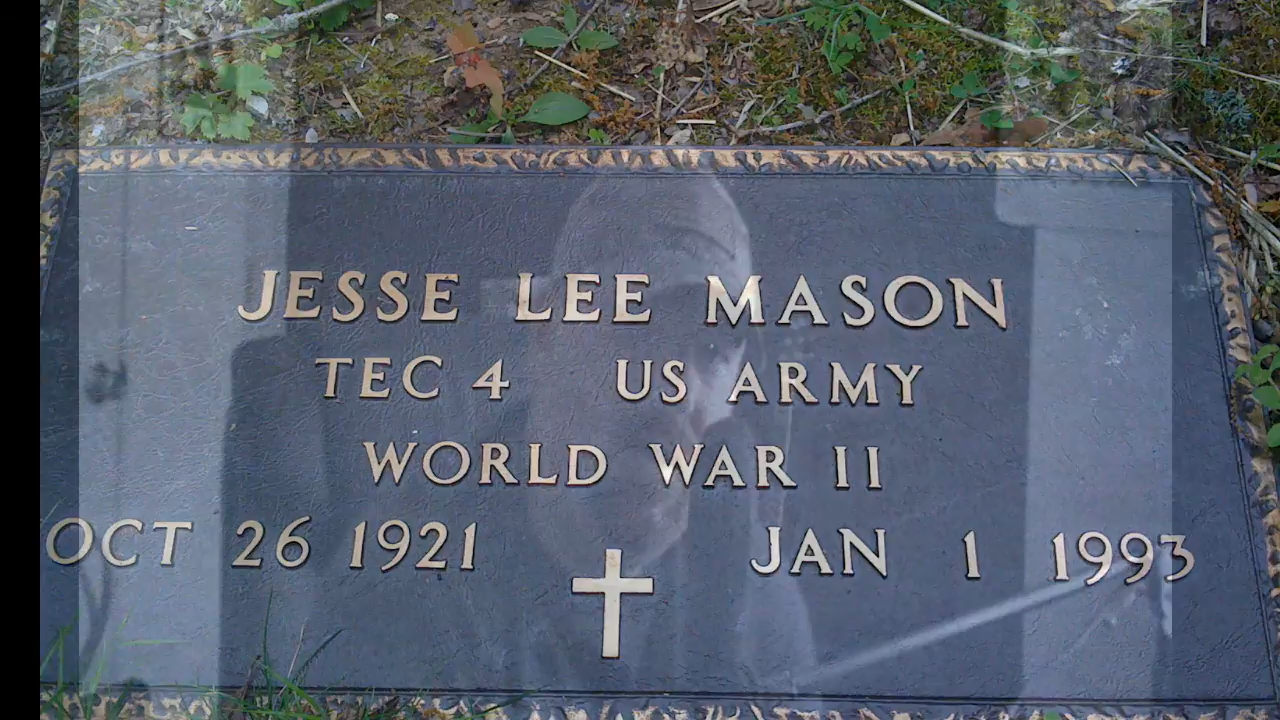 JESSE LEE MASON
TEC 4 US ARMY
WORLD WAR II
OCT 26 1921 JAN 1 1993